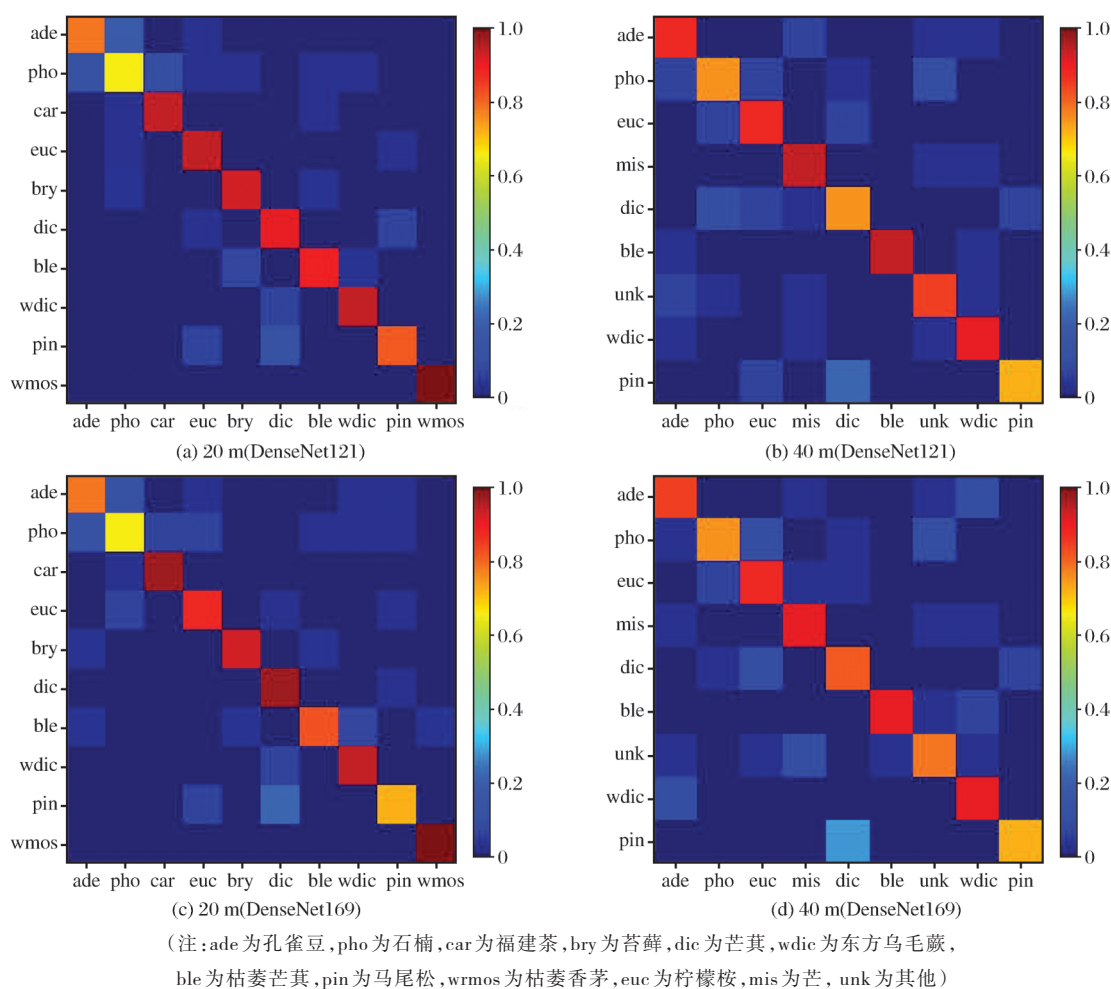 ade
pho
car
euc
bry
dic
ble
wdic
pin
wmos
ade pho car euc bry dic ble wdic pin wmos
1.0
0.8
0.6
0.4
0.2
0
(a) 20 m(DenseNet121)
ade
pho
euc
mis
dic
ble
unk
wdic
pin
ade pho euc mis dic ble unk wdic pin
1.0
0.8
0.6
0.4
0.2
0
(b) 40 m(DenseNet121)
ade
pho
car
euc
bry
dic
ble
wdic
pin
wmos
ade pho car euc bry dic ble wdic pin wmos
1.0
0.8
0.6
0.4
0.2
0
(c) 20 m(DenseNet169)
ade
pho
euc
mis
dic
ble
unk
wdic
pin
ade pho euc mis dic ble unk wdic pin
1.0
0.8
0.6
0.4
0.2
0
(d) 40 m(DenseNet169)
(注:ade为孔雀豆,pho为石楠,car为福建茶,bry为苔藓,dic为芒萁,wdic为东方乌毛蕨,
ble为枯萎芒萁,pin为马尾松,wrmos为枯萎香茅,euc为柠檬桉,mis为芒, unk为其他)